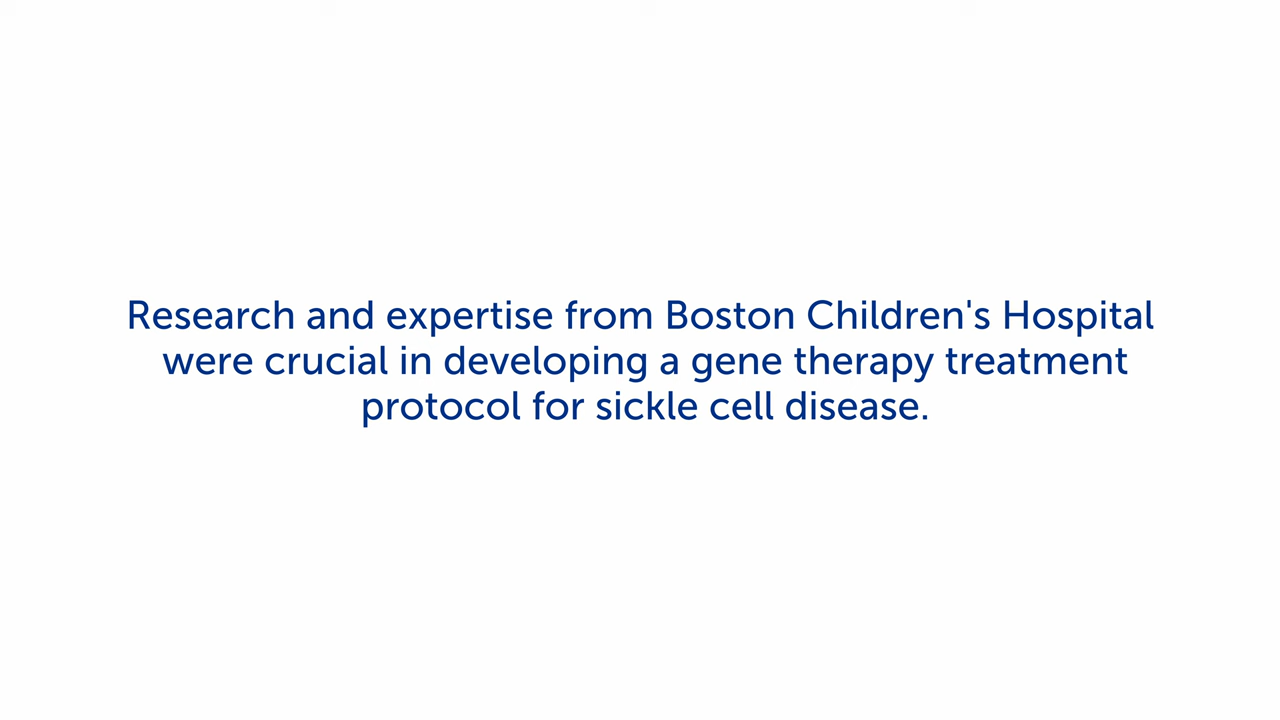 Research and expertise from Boston Children's Hospital
were crucial in developing a gene therapy treatment
protocol for sickle cell disease.